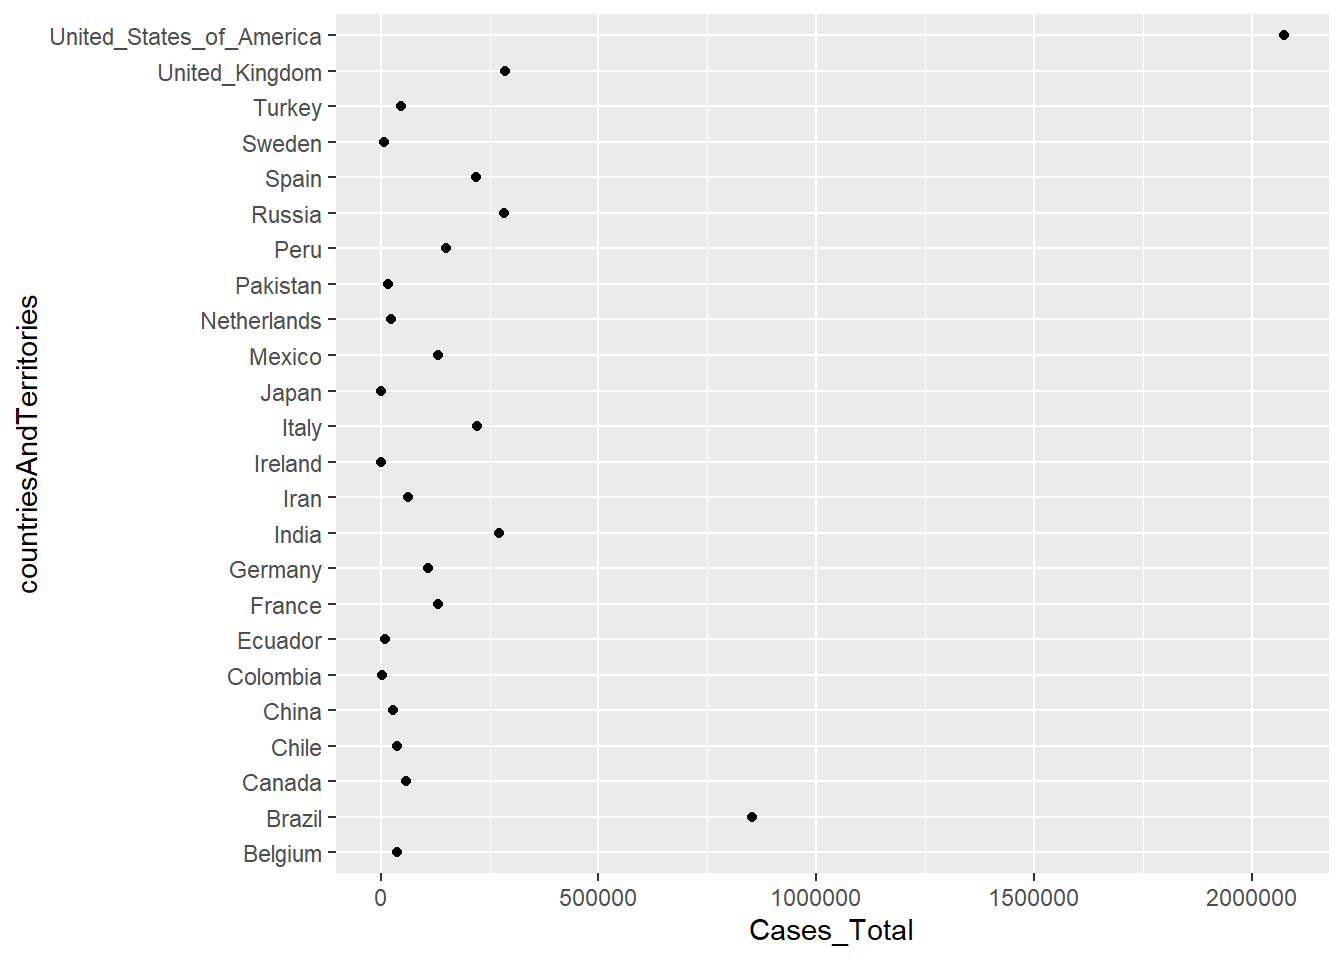 United_States_of_America
United_Kingdom
Turkey
Sweden
Spain
Russia
Peru
Pakistan
Netherlands
Mexico
Japan
Italy
Ireland
Iran
India
Germany
France
Ecuador
Colombia
China
Chile
Canada
Brazil
Belgium
countriesAndTerritories
0 500000 1000000 1500000 2000000
Cases_Total